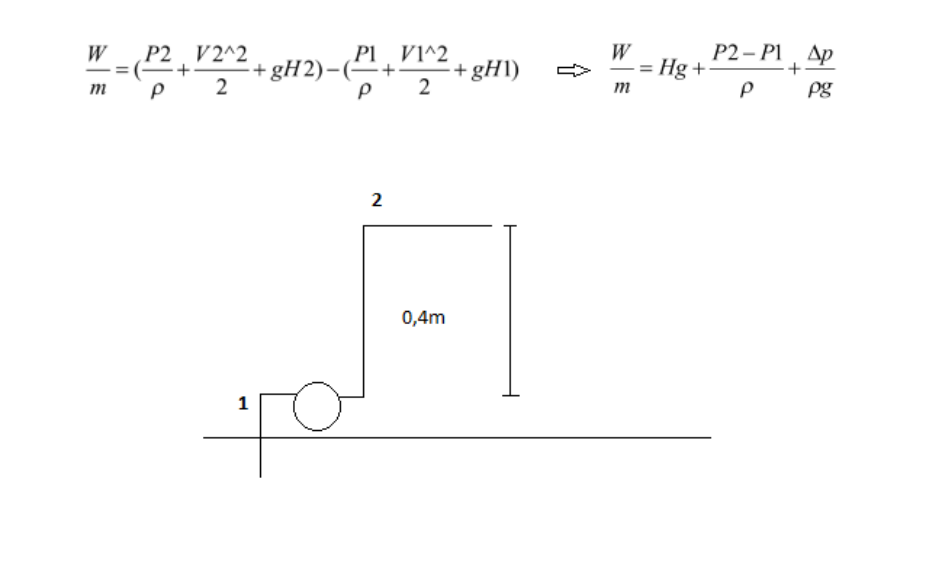 W/m = (P2/ρ + V2^2/2 + gH2) − (P1/ρ + V1^2/2 + gH1) ⇨ W/m = Hg + P2 − P1/ρ + Δp/ρg
2
0,4m
1